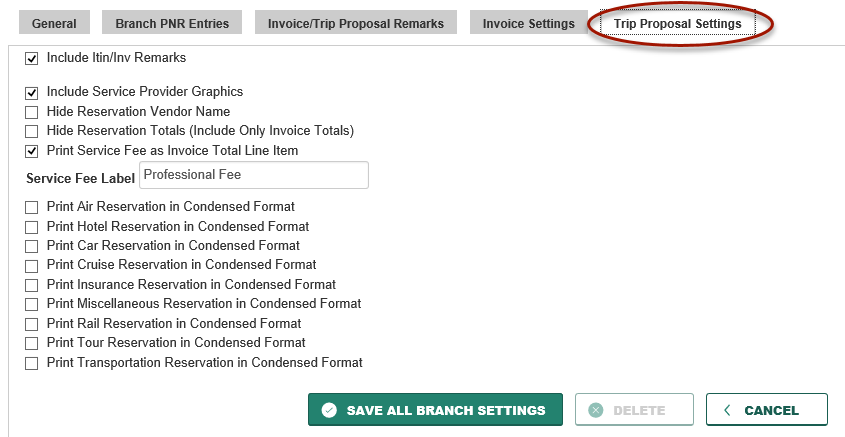 General Branch PNR Entries Invoice/Trip Proposal Remarks Invoice Settings Trip Proposal Settings
Include Itin/Inv Remarks
Include Service Provider Graphics
Hide Reservation Vendor Name
Hide Reservation Totals (Include Only Invoice Totals)
Print Service Fee as Invoice Total Line Item
Service Fee Label Professional Fee
Print Air Reservation in Condensed Format
Print Hotel Reservation in Condensed Format
Print Car Reservation in Condensed Format
Print Cruise Reservation in Condensed Format
Print Insurance Reservation in Condensed Format
Print Miscellaneous Reservation in Condensed Format
Print Rail Reservation in Condensed Format
Print Tour Reservation in Condensed Format
Print Transportation Reservation in Condensed Format
SAVE ALL BRANCH SETTINGS DELETE CANCEL